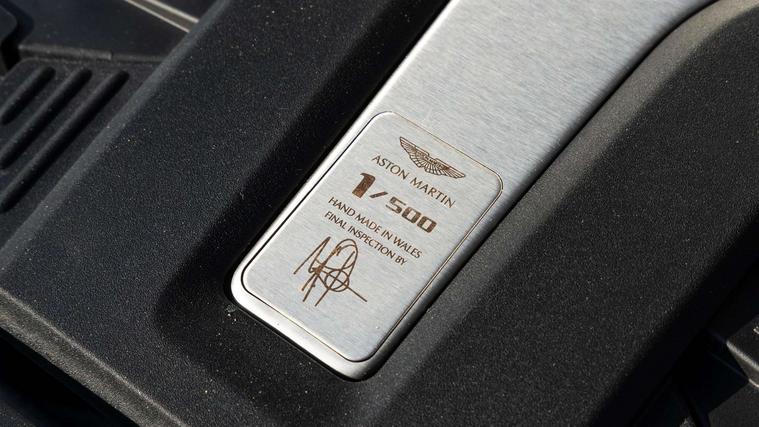 ASTON MARTIN
1/500
HAND MADE IN WALES
FINAL INSPECTION BY